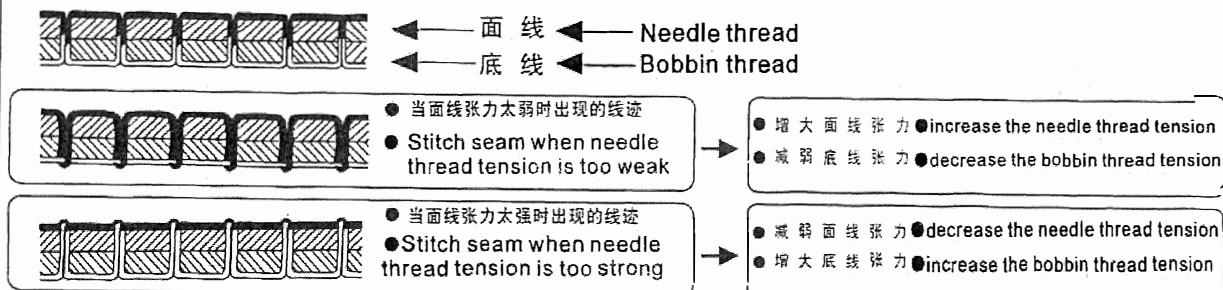 面线 Needle thread
底线 Bobbin thread
● 当面线张力太弱时出现的线迹
● Stitch seam when needle
thread tension is too weak
● 增大面线张力 ●increase the needle thread tension
● 减弱底线张力 ●decrease the bobbin thread tension
● 当面线张力太强时出现的线迹
●Stitch seam when needle
thread tension is too strong
● 减弱面线张力 ●decrease the needle thread tension
● 增大底线张力 ●increase the bobbin thread tension